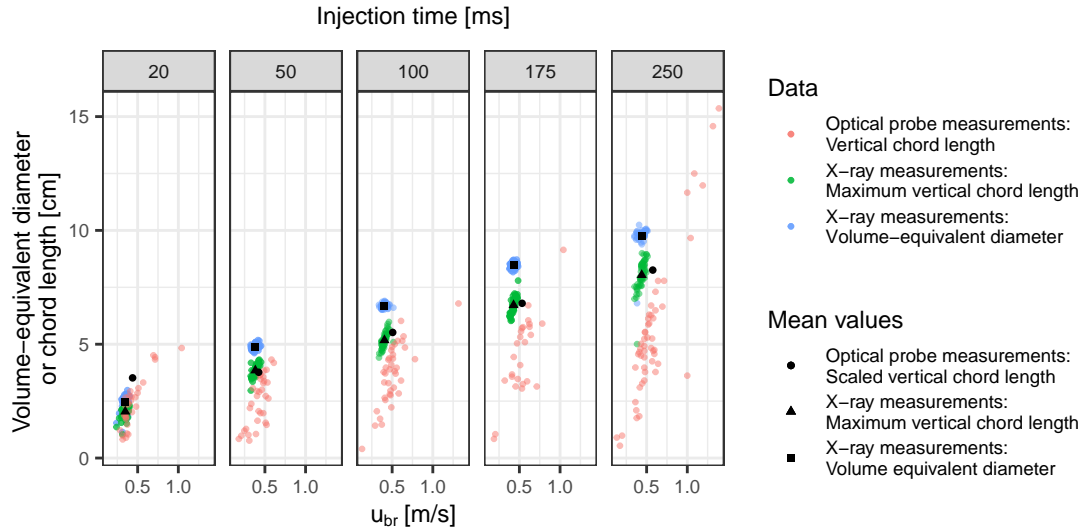 Injection time [ms]
20 50 100 175 250
Volume−equivalent diameter
or chord length [cm]
15
10
5
0
0.5 1.0 0.5 1.0 0.5 1.0 0.5 1.0 0.5 1.0
u_br [m/s]
Data
Optical probe measurements:
Vertical chord length
X−ray measurements:
Maximum vertical chord length
X−ray measurements:
Volume−equivalent diameter
Mean values
Optical probe measurements:
Scaled vertical chord length
X−ray measurements:
Maximum vertical chord length
X−ray measurements:
Volume equivalent diameter